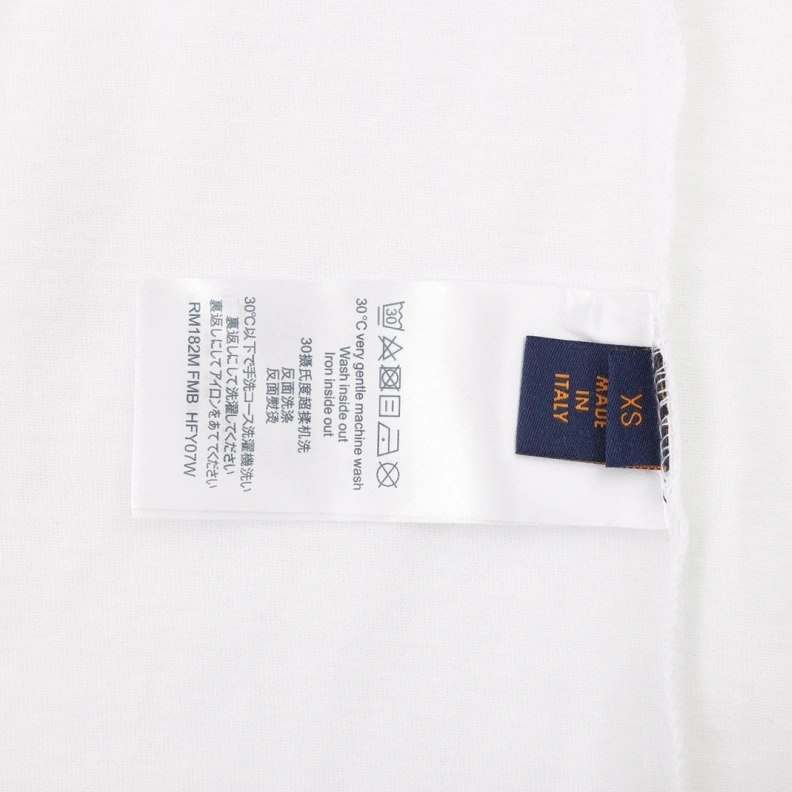 XS
MADE
IN
ITALY
30
30°C very gentle machine wash
Wash inside out
Iron inside out
30摄氏度超揉机洗
反面洗涤
反面熨烫
30℃以下で手洗コース洗濯機洗い
裏返しにして洗濯してください
裏返しにしてアイロンをあててください
RM182M FMB HFY07W